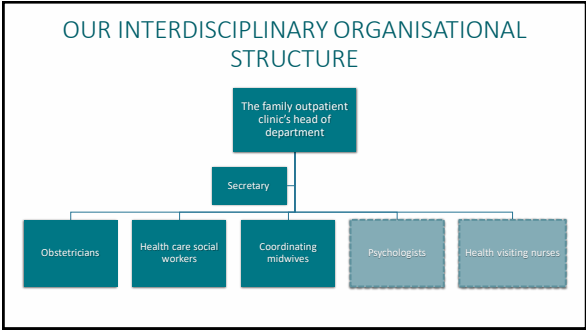 OUR INTERDISCIPLINARY ORGANISATIONAL
STRUCTURE
The family outpatient
clinic's head of
department
Secretary
Obstetricians
Health care social
workers
Coordinating
midwives
Psychologists
Health visiting nurses